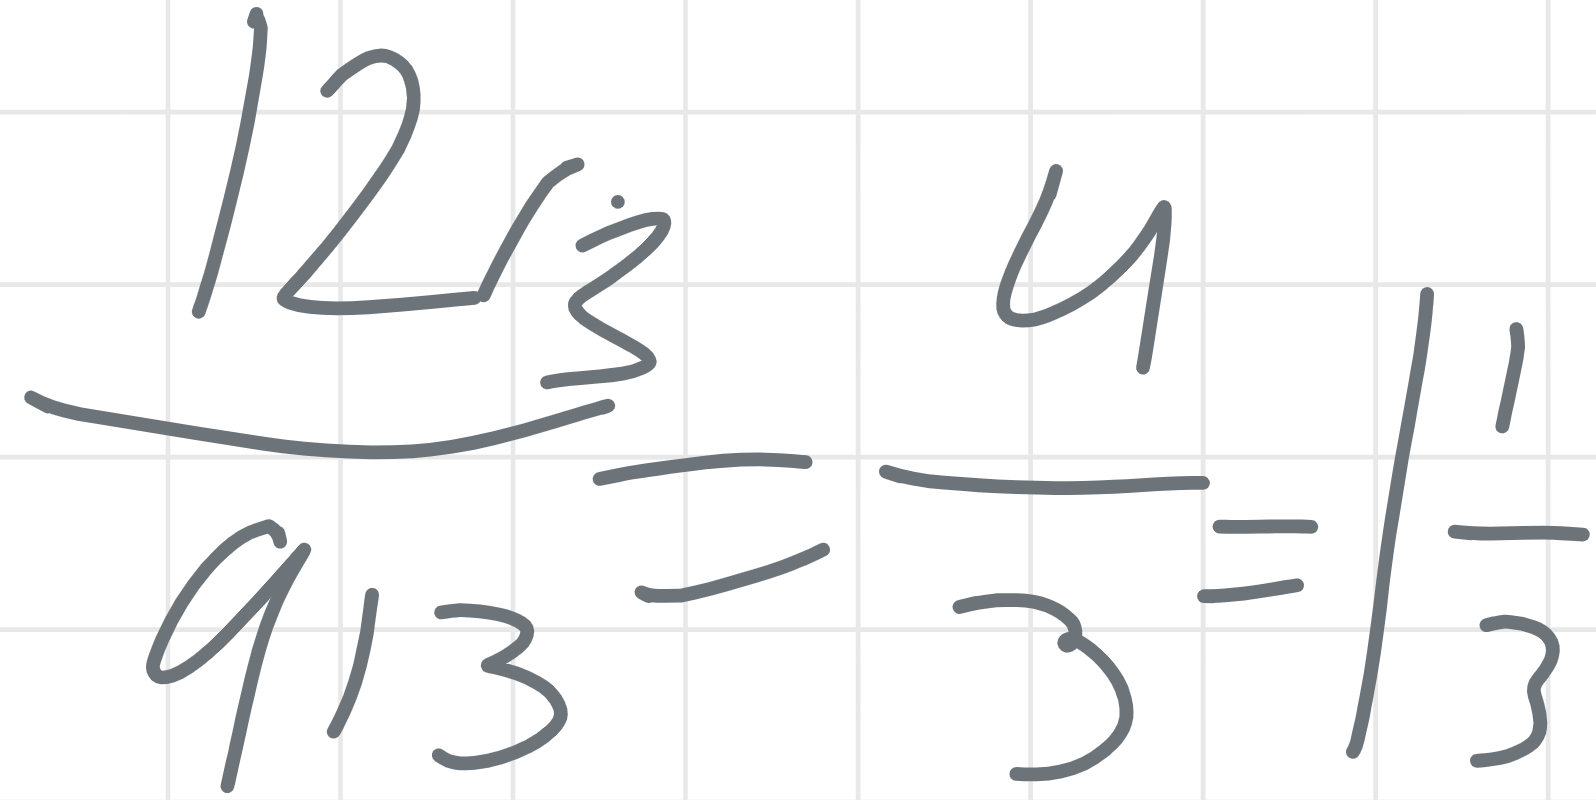 12/3
9/3
= 4/3 = 1 1/3